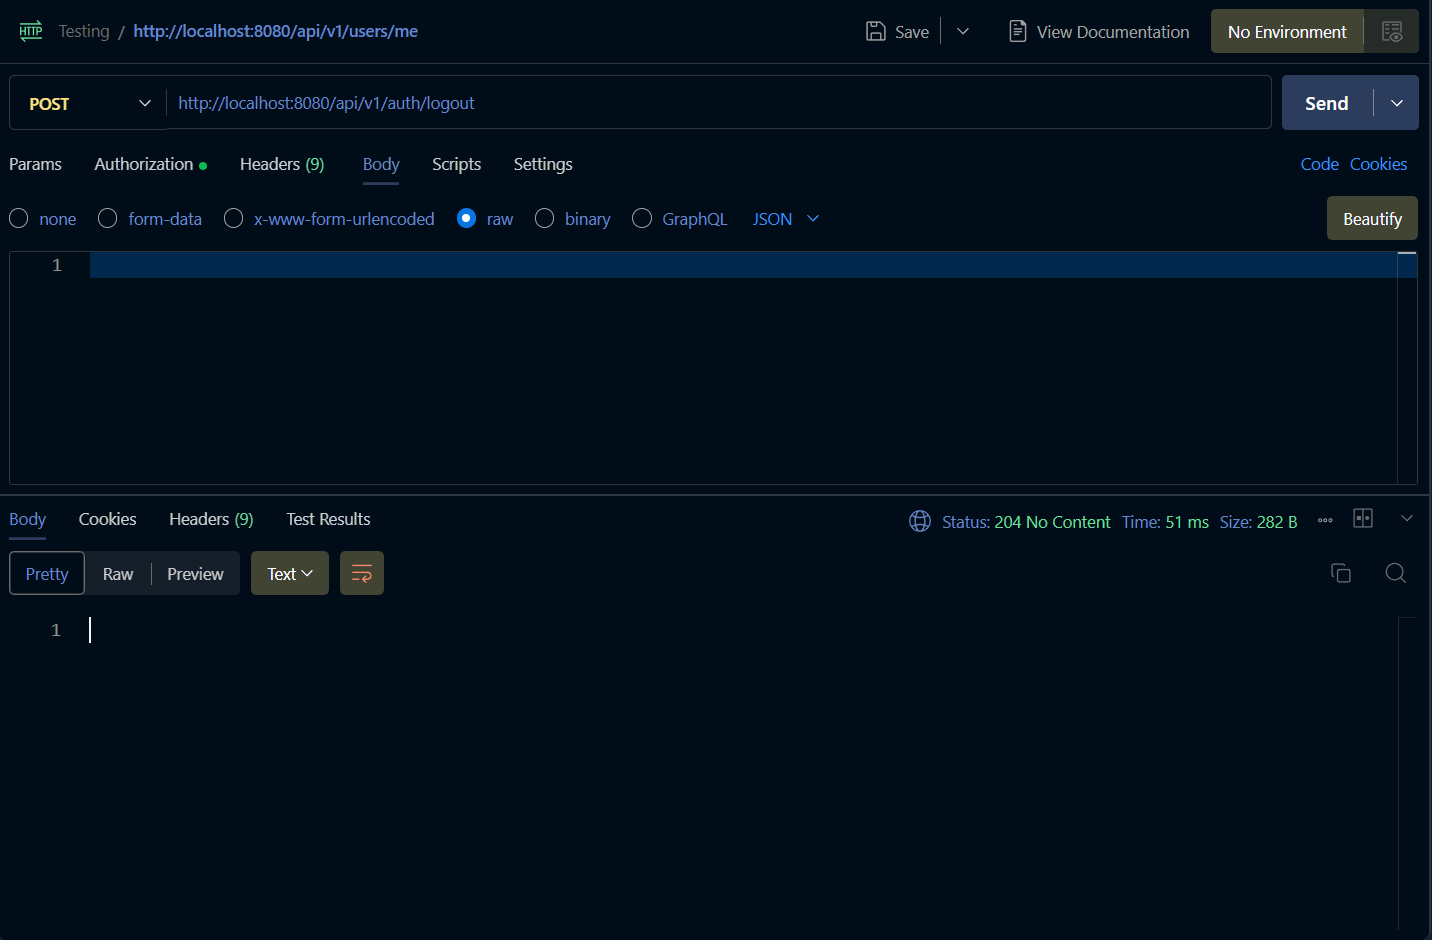 HTTP Testing / http://localhost:8080/api/v1/users/me Save View Documentation No Environment
POST http://localhost:8080/api/v1/auth/logout Send
Params Authorization Headers (9) Body Scripts Settings Code Cookies
none form-data x-www-form-urlencoded raw binary GraphQL JSON Beautify
1
Body Cookies Headers (9) Test Results Status: 204 No Content Time: 51 ms Size: 282 B
Pretty Raw Preview Text
1